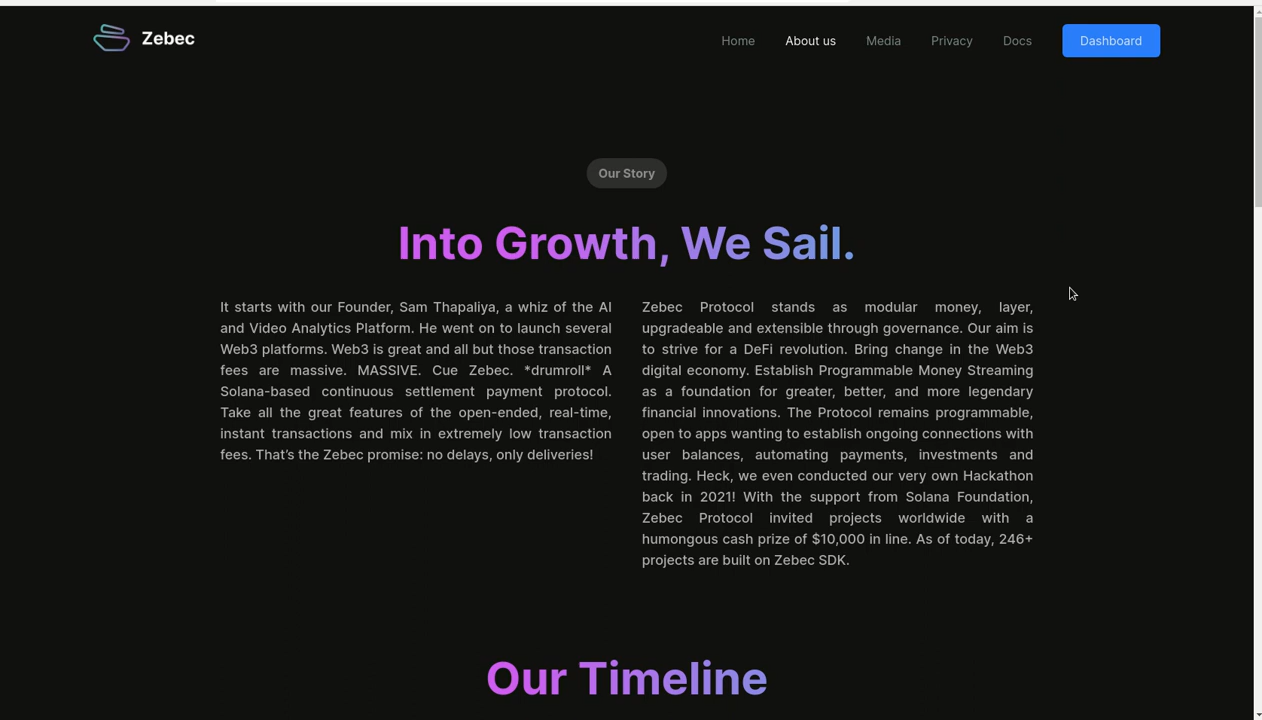 Zebec
Home
About us
Media
Privacy
Docs
Dashboard
Our Story
Into Growth, We Sail.
It starts with our Founder, Sam Thapaliya, a whiz of the AI
and Video Analytics Platform. He went on to launch several
Web3 platforms. Web3 is great and all but those transaction
fees are massive. MASSIVE. Cue Zebec. *drumroll* A
Solana-based continuous settlement payment protocol.
Take all the great features of the open-ended, real-time,
instant transactions and mix in extremely low transaction
fees. That’s the Zebec promise: no delays, only deliveries!
Zebec Protocol stands as modular money, layer,
upgradeable and extensible through governance. Our aim is
to strive for a DeFi revolution. Bring change in the Web3
digital economy. Establish Programmable Money Streaming
as a foundation for greater, better, and more legendary
financial innovations. The Protocol remains programmable,
open to apps wanting to establish ongoing connections with
user balances, automating payments, investments and
trading. Heck, we even conducted our very own Hackathon
back in 2021! With the support from Solana Foundation,
Zebec Protocol invited projects worldwide with a
humongous cash prize of $10,000 in line. As of today, 246+
projects are built on Zebec SDK.
Our Timeline